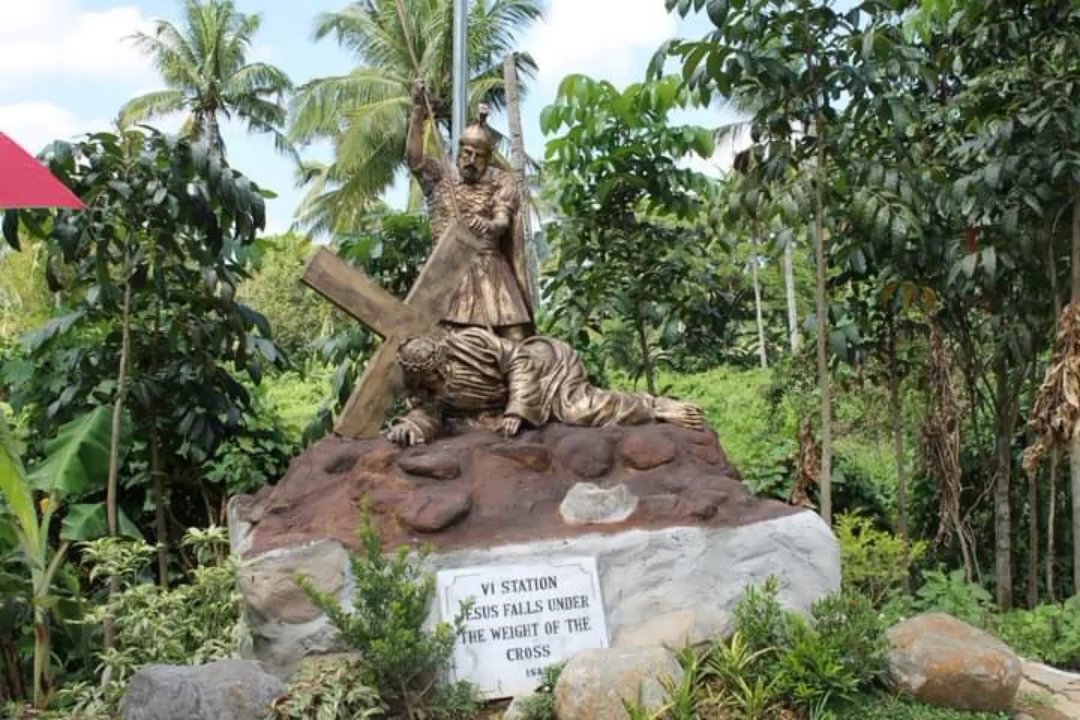 VI STATION
JESUS FALLS UNDER
THE WEIGHT OF THE
CROSS